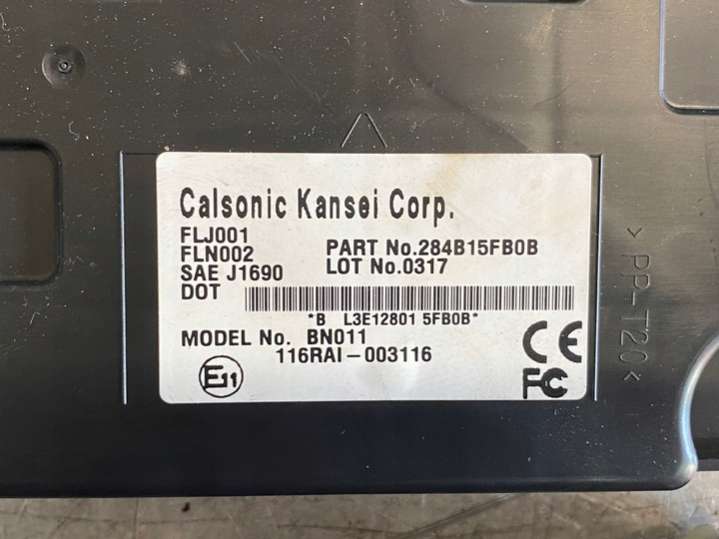 Calsonic Kansei Corp.
FLJ001
FLN002 PART No.284B15FB0B
SAE J1690 LOT No.0317
DOT
*B L3E12801 5FB0B*
MODEL No. BN011
116RAI-003116
E11
CE
FC
>PP-T20<